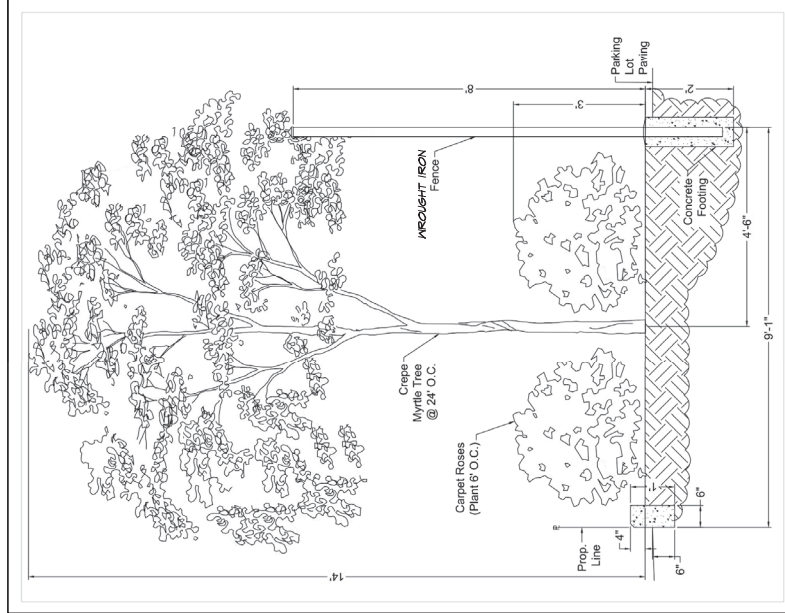 14'
8'
WROUGHT IRON
Fence
Crepe
Myrtle Tree
@ 24' O.C.
Carpet Roses
(Plant 6' O.C.)
3'
Prop.
Line
4"
1'
6"
6"
Parking
Lot
Paving
2'
Concrete
Footing
4'-6"
9'-1"